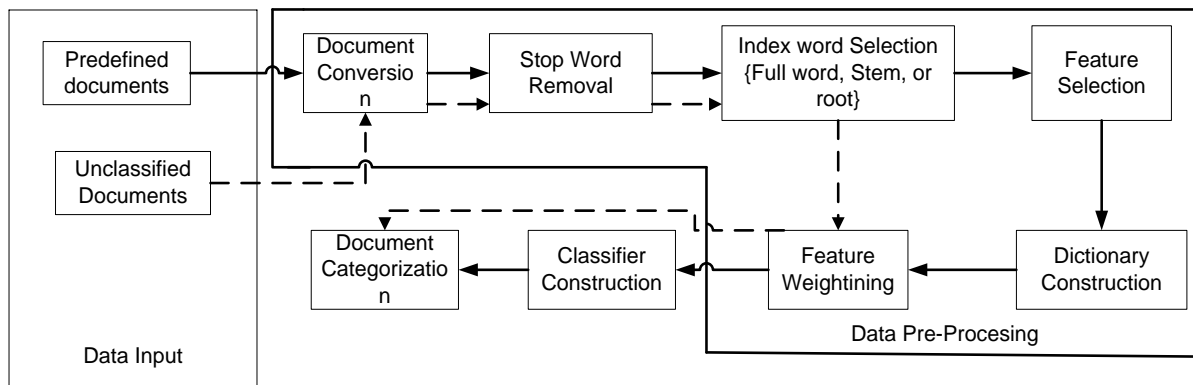 Predefined
documents
Document
Conversio
n
Stop Word
Removal
Index word Selection
{Full word, Stem, or
root}
Feature
Selection
Unclassified
Documents
Document
Categorizatio
n
Classifier
Construction
Feature
Weightining
Dictionary
Construction
Data Pre-Procesing
Data Input